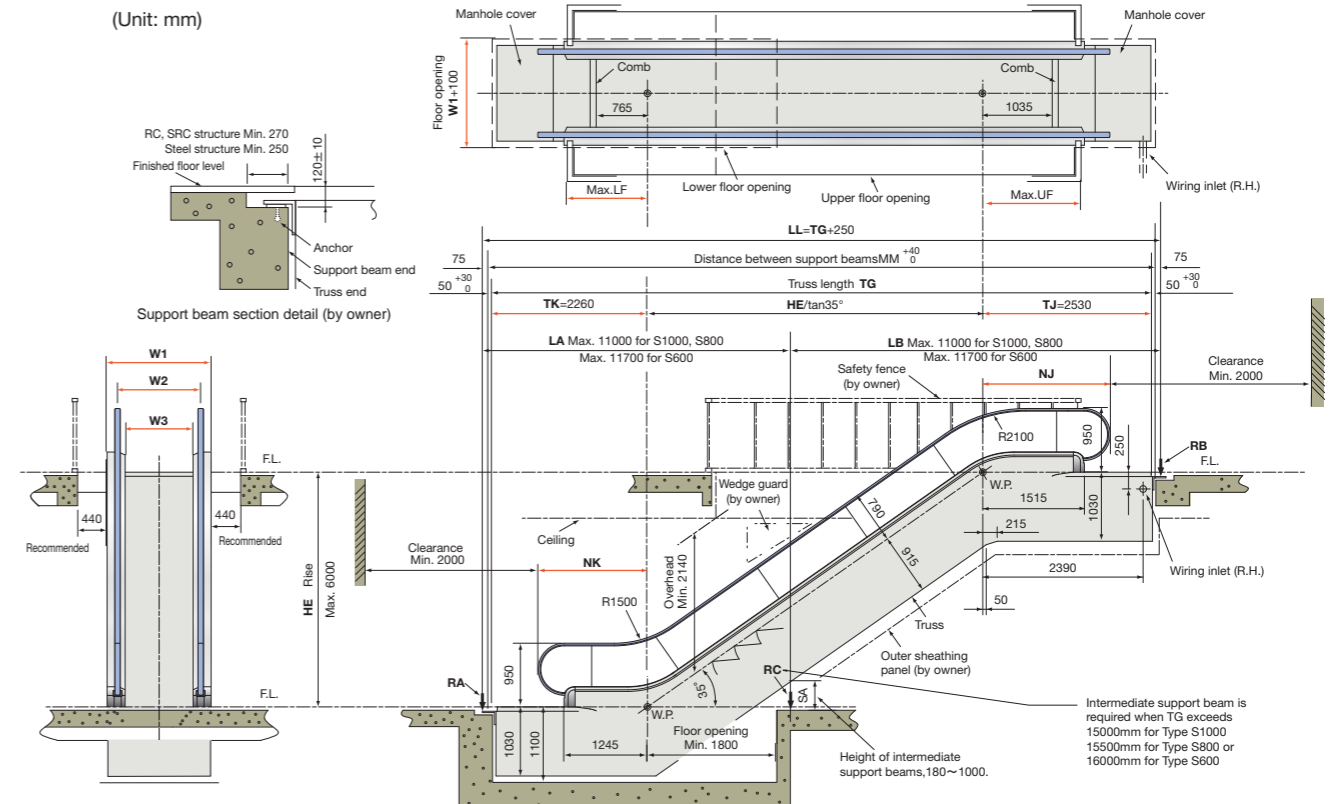 (Unit: mm)
Manhole cover
Manhole cover
Floor opening
W1+100
Comb
Comb
765
1035
RC, SRC structure Min. 270
Steel structure Min. 250
Finished floor level
120±10
Anchor
Support beam end
Truss end
Support beam section detail (by owner)
Max.LF
Lower floor opening
Upper floor opening
Max.UF
Wiring inlet (R.H.)
LL=TG+250
75
Distance between support beamsMM +40 0
75
50 +30 0
Truss length TG
50 +30 0
TK=2260
HE/tan35°
TJ=2530
LA Max. 11000 for S1000, S800
Max. 11700 for S600
LB Max. 11000 for S1000, S800
Max. 11700 for S600
Clearance
Min. 2000
Safety fence
(by owner)
NJ
W1
W2
W3
F.L.
440
Recommended
440
Recommended
HE Rise
Max. 6000
F.L.
R2100
950
250
RB
F.L.
W.P.
1515
1030
215
2390
Wiring inlet (R.H.)
50
Wedge guard
(by owner)
790
915
Ceiling
Overhead
Min. 2140
Clearance
Min. 2000
NK
R1500
Truss
Outer sheathing
panel (by owner)
950
RA
35°
RC
SA
W.P.
1030
1100
1245
Floor opening
Min. 1800
Height of intermediate
support beams,180~1000.
Intermediate support beam is
required when TG exceeds
15000mm for Type S1000
15500mm for Type S800 or
16000mm for Type S600